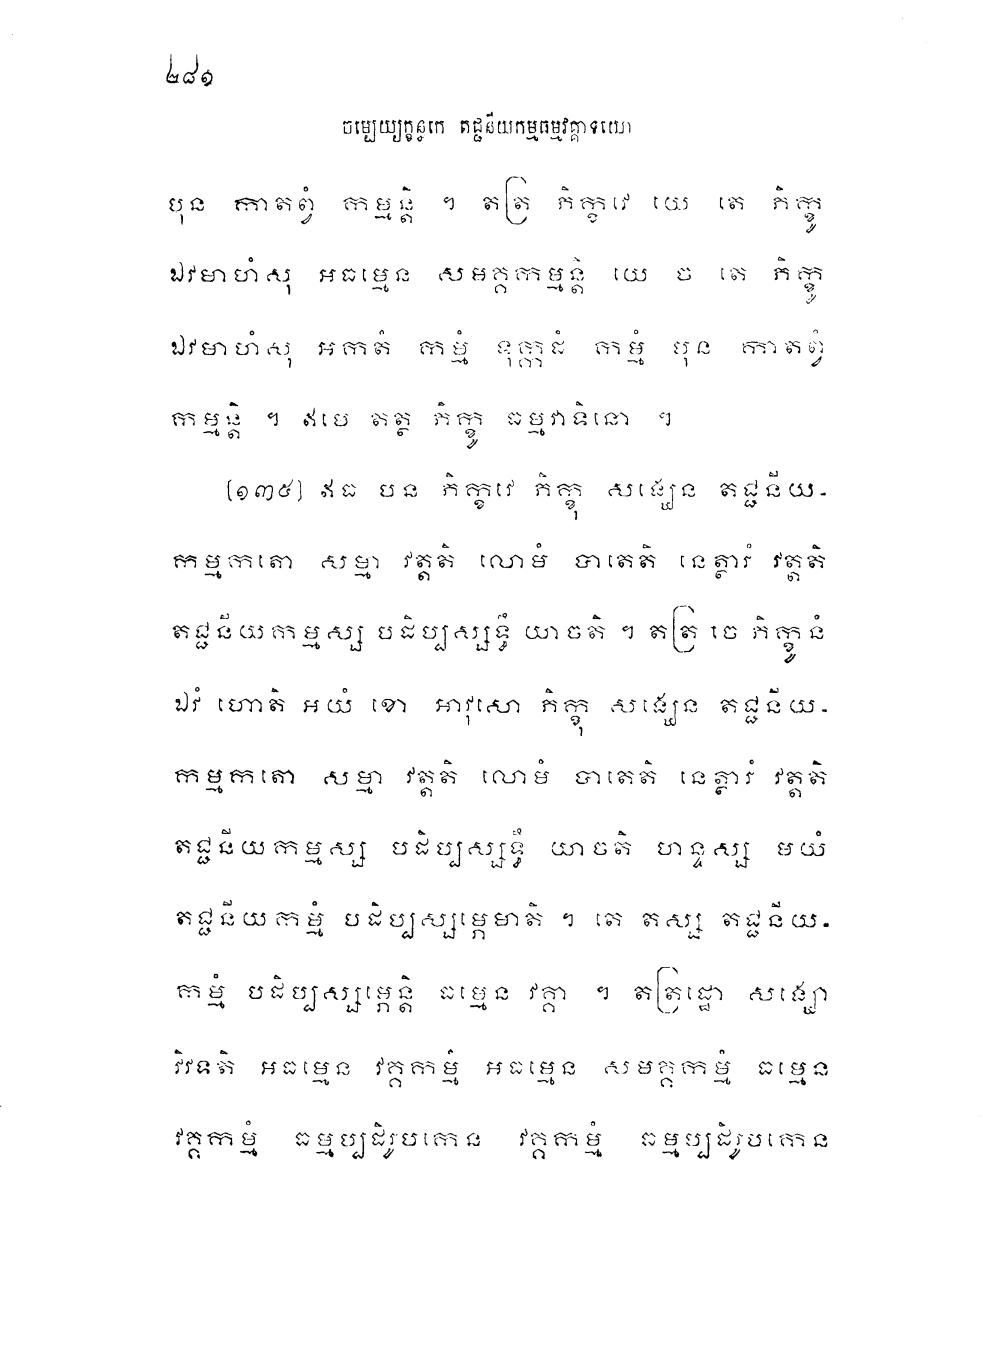 ២៨១
ចម្បេយ្យក្ខន្ធកេ តជ្ជនីយកម្មធម្មវគ្គាទយោ
បុន កាតព្វំ កម្មន្តិ ។ តត្រ ភិក្ខវេ យេ តេ ភិក្ខូ
ឯវមាហំសុ អធម្មេន សមគ្គកម្មន្តិ យេ ច តេ ភិក្ខូ
ឯវមាហំសុ អកតំ កម្មំ ទុក្កដំ កម្មំ បុន កាតព្វំ
កម្មន្តិ ។ ឥមេ តត្ថ ភិក្ខូ ធម្មវាទិនោ ។
[១៣៥] ឥធ បន ភិក្ខវេ ភិក្ខុ សង្ឃេន តជ្ជនីយ-
កម្មកតោ សម្មា វត្តតិ លោមំ បាតេតិ នេត្ថារំ វត្តតិ
តជ្ជនីយកម្មស្ស បដិប្បស្សទ្ធឹ យាចតិ ។ តត្រ ចេ ភិក្ខូនំ
ឯវំ ហោតិ អយំ ខោ អាវុសោ ភិក្ខុ សង្ឃេន តជ្ជនីយ-
កម្មកតោ សម្មា វត្តតិ លោមំ បាតេតិ នេត្ថារំ វត្តតិ
តជ្ជនីយកម្មស្ស បដិប្បស្សទ្ធឹ យាចតិ ហន្ទស្ស មយំ
តជ្ជនីយកម្មំ បដិប្បស្សម្ភេមាតិ ។ តេ តស្ស តជ្ជនីយ-
កម្មំ បដិប្បស្សម្ភេន្តិ ធម្មេន វគ្គា ។ តត្រដ្ឋោ សង្ឃោ
វិវទតិ អធម្មេន វគ្គកម្មំ អធម្មេន សមគ្គកម្មំ ធម្មេន
វគ្គកម្មំ ធម្មប្បដិរូបកេន វគ្គកម្មំ ធម្មប្បដិរូបកេន